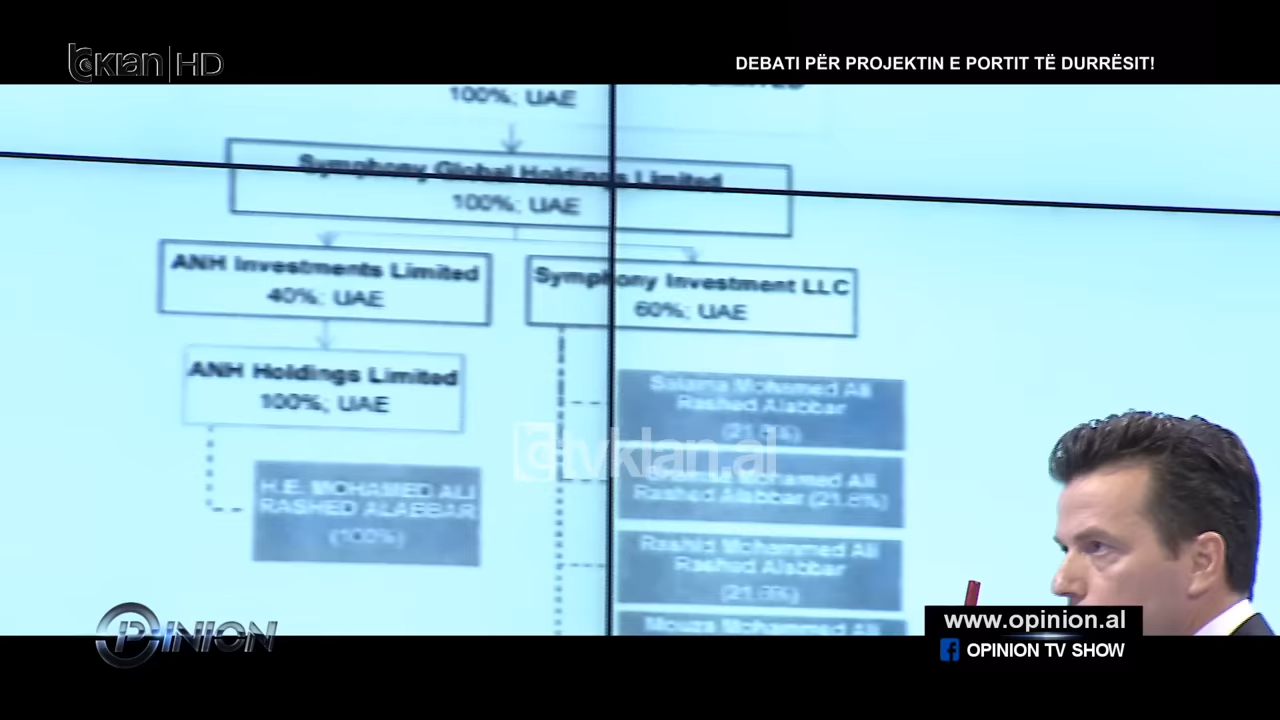 tvklan HD
DEBATI PËR PROJEKTIN E PORTIT TË DURRËSIT!
100%; UAE
Symphony Global Holdings Limited
100%; UAE
ANH Investments Limited
40%; UAE
Symphony Investment LLC
60%; UAE
ANH Holdings Limited
100%; UAE
H.E. MOHAMED ALI
RASHED ALABBAR
(100%)
Salama Mohamed Ali
Rashed Alabbar
Mohamed Ali
Rashed Alabbar (21.6%)
Rashid Mohammed Ali
Rashed Alabbar
Mohammed Ali
tvklan.al
OPINION
www.opinion.al
OPINION TV SHOW